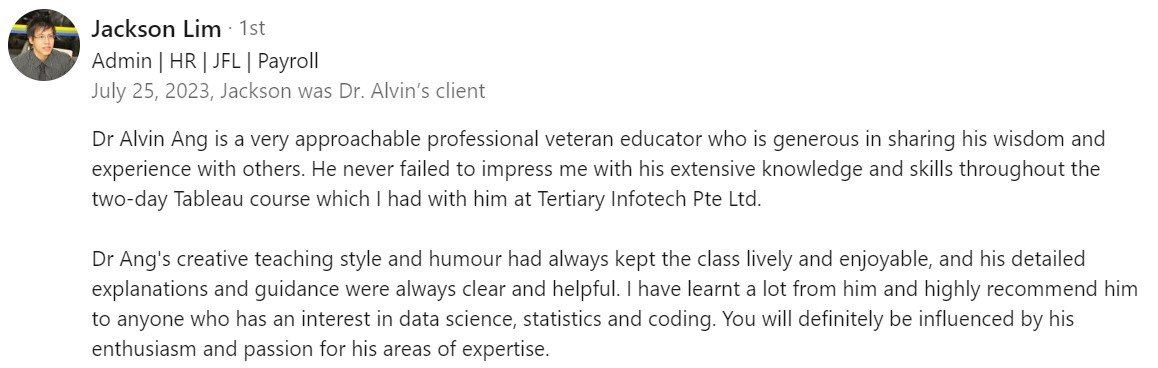 Jackson Lim · 1st
Admin | HR | JFL | Payroll
July 25, 2023, Jackson was Dr. Alvin’s client
Dr Alvin Ang is a very approachable professional veteran educator who is generous in sharing his wisdom and
experience with others. He never failed to impress me with his extensive knowledge and skills throughout the
two-day Tableau course which I had with him at Tertiary Infotech Pte Ltd.
Dr Ang's creative teaching style and humour had always kept the class lively and enjoyable, and his detailed
explanations and guidance were always clear and helpful. I have learnt a lot from him and highly recommend him
to anyone who has an interest in data science, statistics and coding. You will definitely be influenced by his
enthusiasm and passion for his areas of expertise.